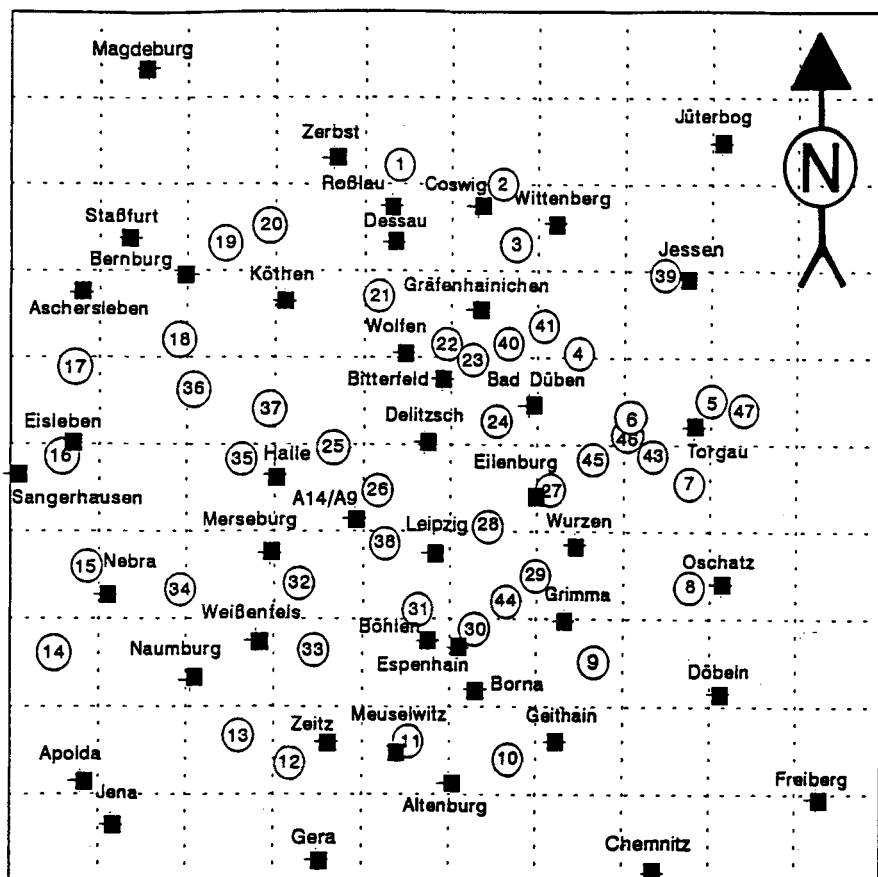 Magdeburg
Jüterbog
Zerbst
1
N
Roßlau
Coswig
2
Wittenberg
Staßfurt
19
20
Dessau
3
Bernburg
Köthen
Jessen
39
Aschersleben
21
Gräfenhainichen
Wolfen
41
18
22
40
17
23
4
Bitterfeld
Bad Düben
36
37
Delitzsch
24
6
5
47
Eisleben
46
Torgau
16
35
Halle
25
Eilenburg
45
43
Sangerhausen
A14/A9
26
27
7
Merseburg
Leipzig
28
Wurzen
38
15
Nebra
29
Oschatz
34
32
44
Grimma
8
Weißenfels
31
Böhlen
30
14
Naumburg
33
Espenhain
9
Borna
Döbeln
13
Zeitz
Meuselwitz
Geithain
11
12
10
Apolda
Altenburg
Freiberg
Jena
Gera
Chemnitz